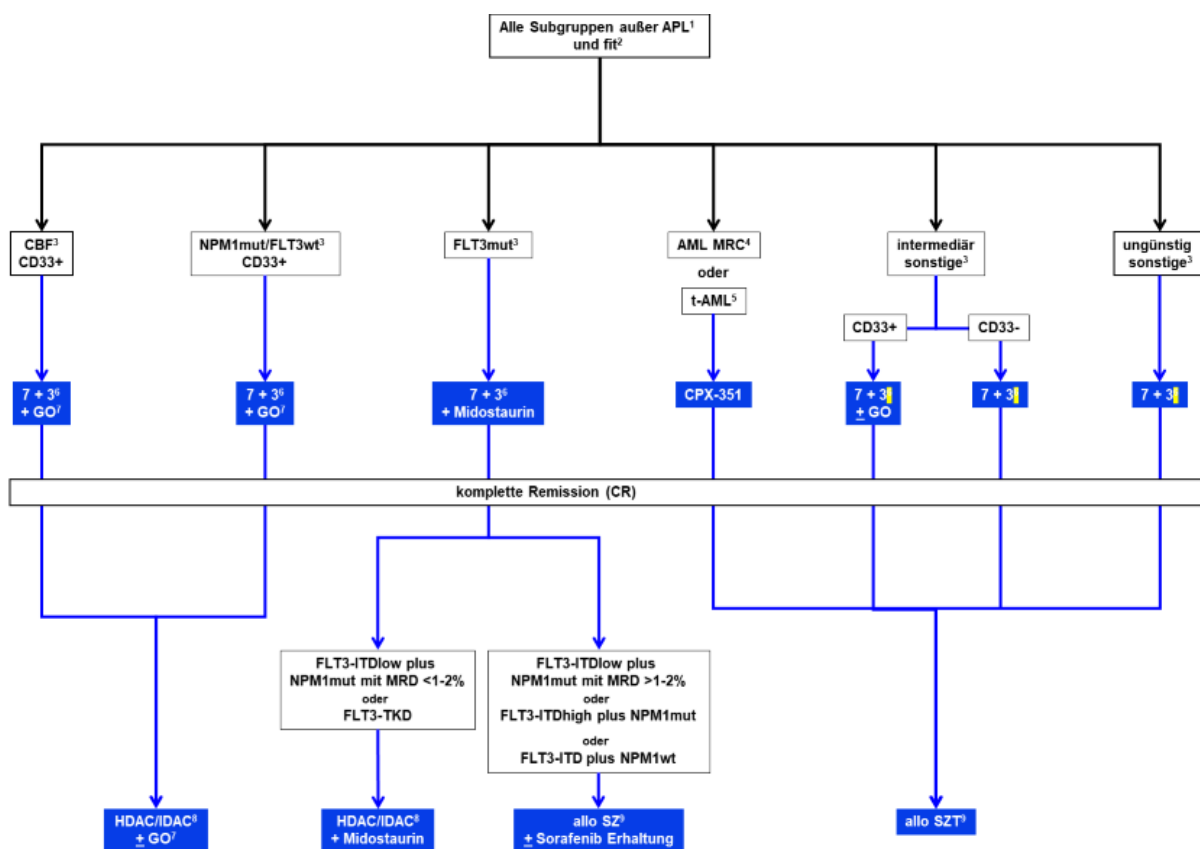 Alle Subgruppen außer APL¹
und fit²
CBF³
CD33+
NPM1mut/FLT3wt³
CD33+
FLT3mut³
AML MRC⁴
oder
t-AML⁵
intermediär
sonstige³
ungünstig
sonstige³
CD33+
CD33-
7 + 3⁶
+ GO⁷
7 + 3⁶
+ GO⁷
7 + 3⁶
+ Midostaurin
CPX-351
7 + 3
± GO
7 + 3
7 + 3
komplette Remission (CR)
FLT3-ITDlow plus
NPM1mut mit MRD <1-2%
oder
FLT3-TKD
FLT3-ITDlow plus
NPM1mut mit MRD >1-2%
oder
FLT3-ITDhigh plus NPM1mut
oder
FLT3-ITD plus NPM1wt
HDAC/IDAC⁸
± GO⁷
HDAC/IDAC⁸
+ Midostaurin
allo SZ⁹
± Sorafenib Erhaltung
allo SZT⁹